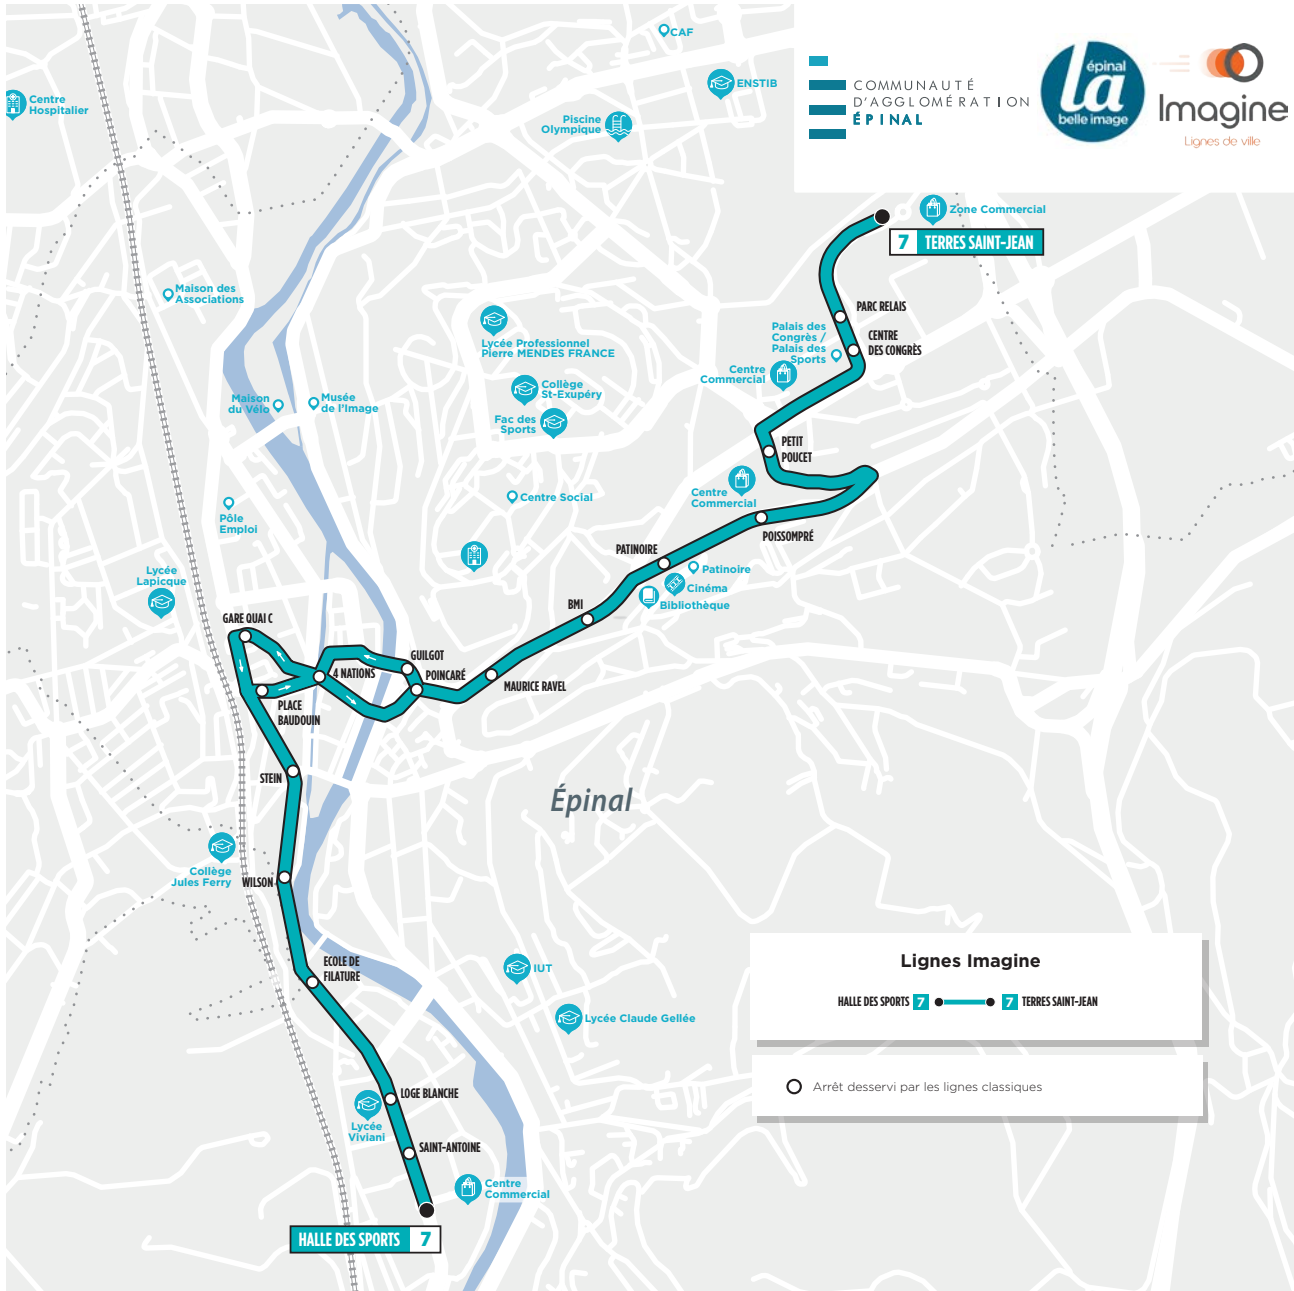 CAF
ENSTIB
Centre
Hospitalier
Piscine
Olympique
COMMUNAUTÉ
D'AGGLOMÉRATION
ÉPINAL
épinal
la
belle image
Imagine
Lignes de ville
Zone Commercial
7 TERRES SAINT-JEAN
Maison des
Associations
PARC RELAIS
CENTRE
DES CONGRÈS
Palais des
Congrès /
Palais des
Sports
Lycée Professionnel
Pierre MENDES FRANCE
Centre
Commercial
Collège
St-Exupéry
Maison
du Vélo
Musée
de l'Image
Fac des
Sports
PETIT
POUCET
Centre
Commercial
Centre Social
Pôle
Emploi
POISSOMPRÉ
PATINOIRE
Patinoire
Cinéma
Bibliothèque
Lycée
Lapicque
BMI
GARE QUAI C
GUILGOT
4 NATIONS
POINCARÉ
MAURICE RAVEL
PLACE
BAUDOUIN
STEIN
Épinal
Collège
Jules Ferry
WILSON
ECOLE DE
FILATURE
IUT
Lycée Claude Gellée
Lignes Imagine
HALLE DES SPORTS 7 7 TERRES SAINT-JEAN
Arrêt desservi par les lignes classiques
LOGE BLANCHE
Lycée
Viviani
SAINT-ANTOINE
Centre
Commercial
HALLE DES SPORTS 7